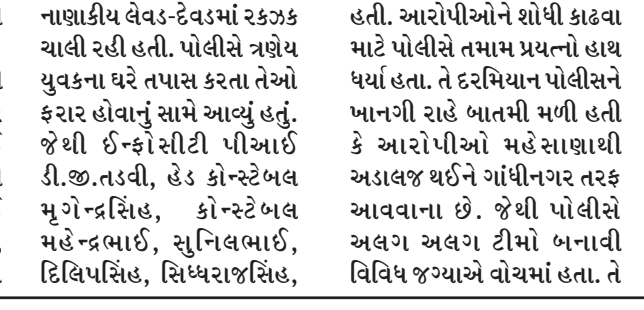 નાણાકીય લેવડ-દેવડમાં રકઝક
ચાલી રહી હતી. પોલીસે ત્રણેય
યુવકના ઘરે તપાસ કરતા તેઓ
ફરાર હોવાનું સામે આવ્યું હતું.
જેથી ઈન્ફોસીટી પીઆઈ
ડી.જી.તડવી, હેડ કોન્સ્ટેબલ
મૃગેન્દ્રસિંહ, કોન્સ્ટેબલ
મહેન્દ્રભાઈ, સુનિલભાઈ,
દિલિપસિંહ, સિધ્ધરાજસિંહ,
હતી. આરોપીઓને શોધી કાઢવા
માટે પોલીસે તમામ પ્રયત્નો હાથ
ધર્યા હતા. તે દરમિયાન પોલીસને
ખાનગી રાહે બાતમી મળી હતી
કે આરોપીઓ મહેસાણાથી
અડાલજ થઈને ગાંધીનગર તરફ
આવવાના છે. જેથી પોલીસે
અલગ અલગ ટીમો બનાવી
વિવિધ જગ્યાએ વોચમાં હતા. તે